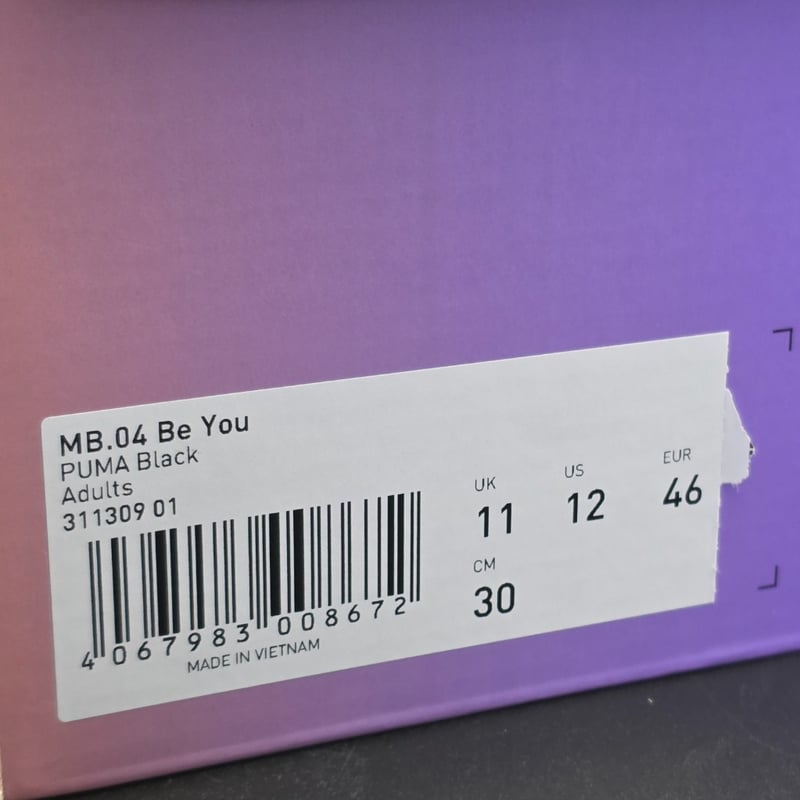 MB.04 Be You
PUMA Black
Adults
311309 01
4 067983 008672
MADE IN VIETNAM
UK US EUR
11 12 46
CM
30